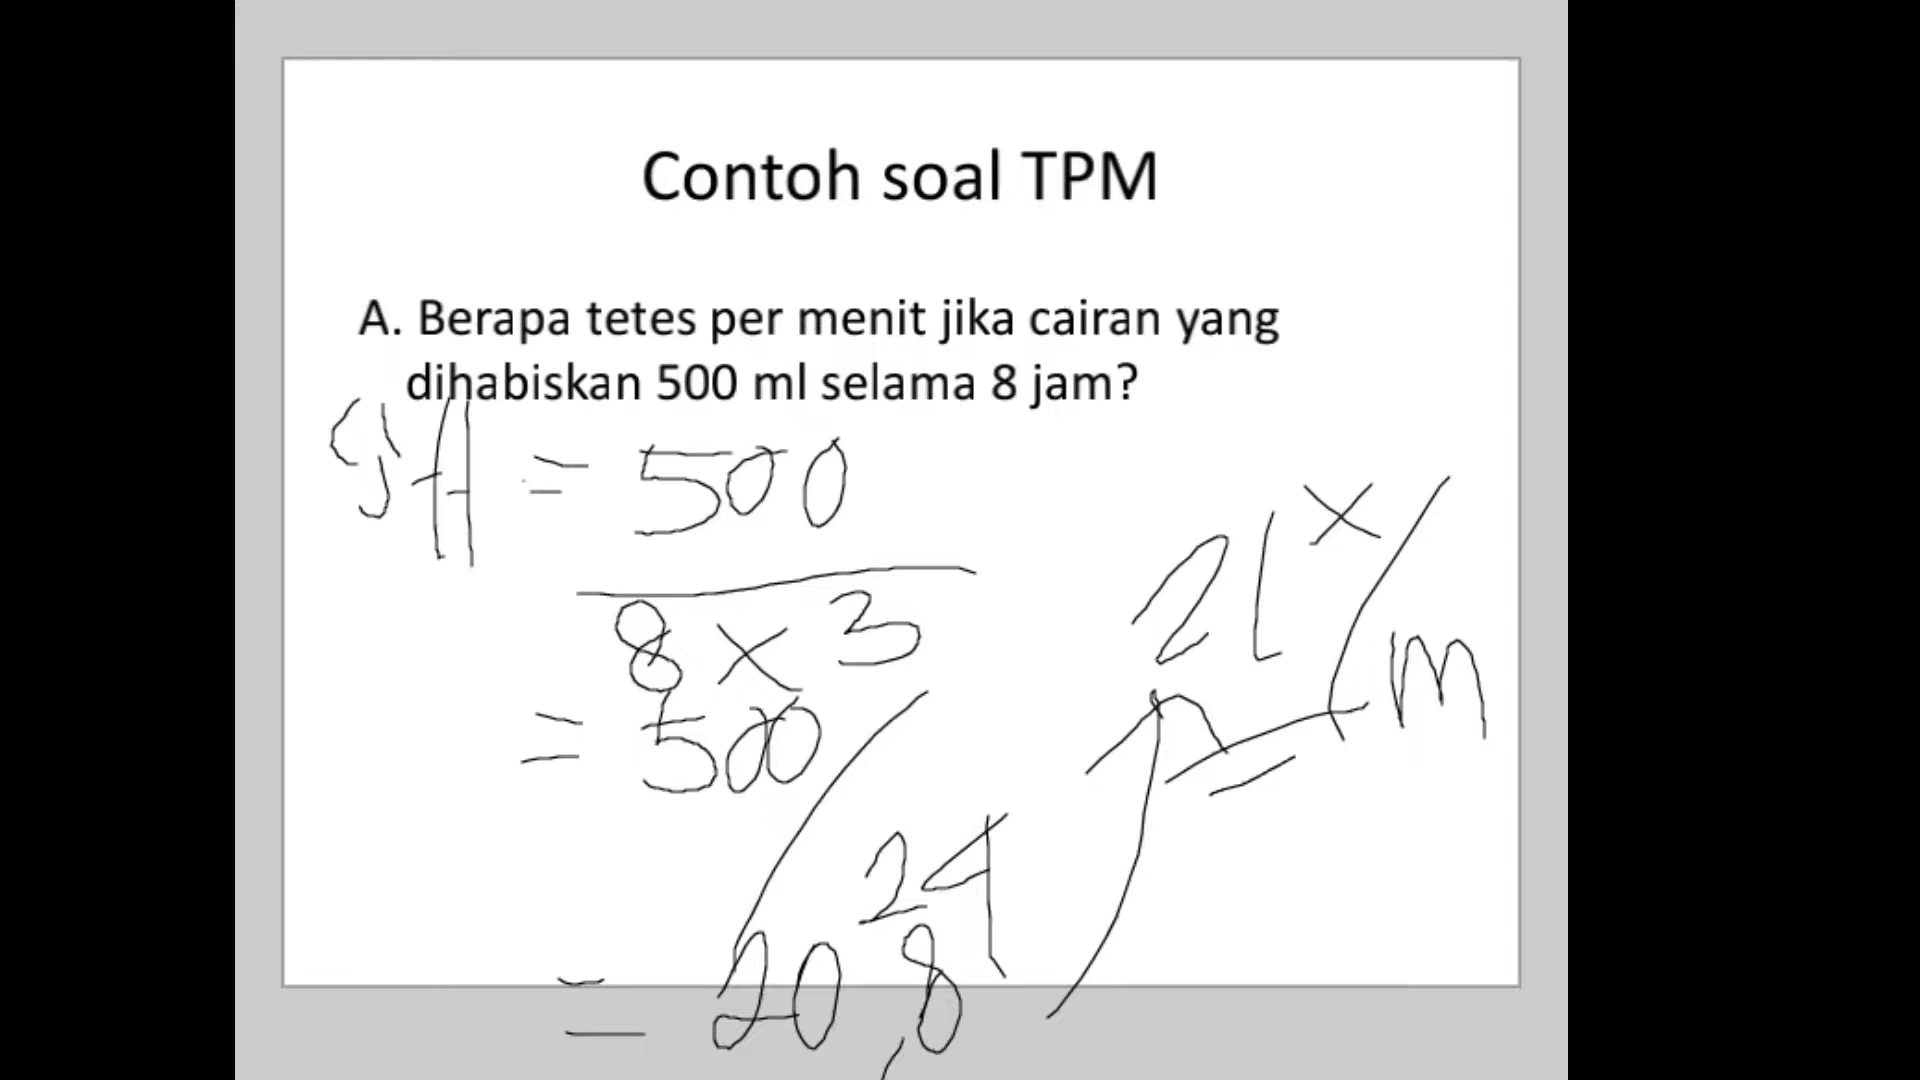 Contoh soal TPM
A. Berapa tetes per menit jika cairan yang
dihabiskan 500 ml selama 8 jam?
= 500
8 x 3
= 500 / 24
= 20,8
21 x / m